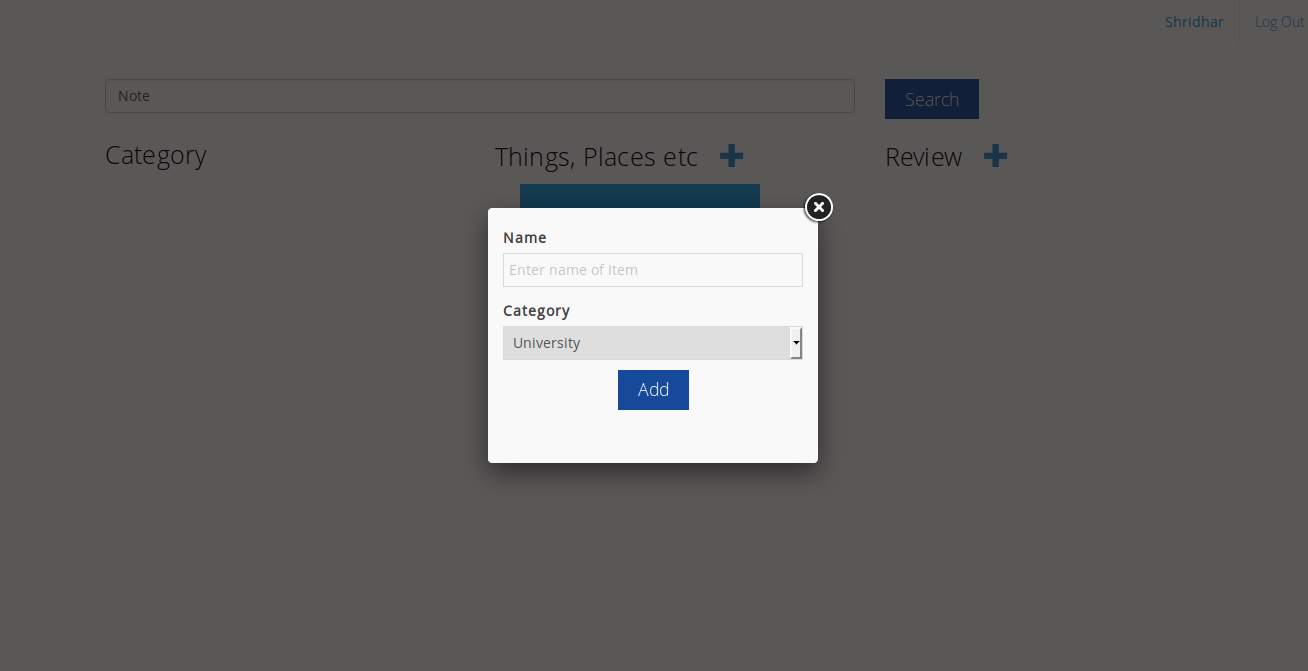 Shridhar
Log Out
Note
Search
Category
Things, Places etc
Review
Name
Enter name of Item
Category
University
Add